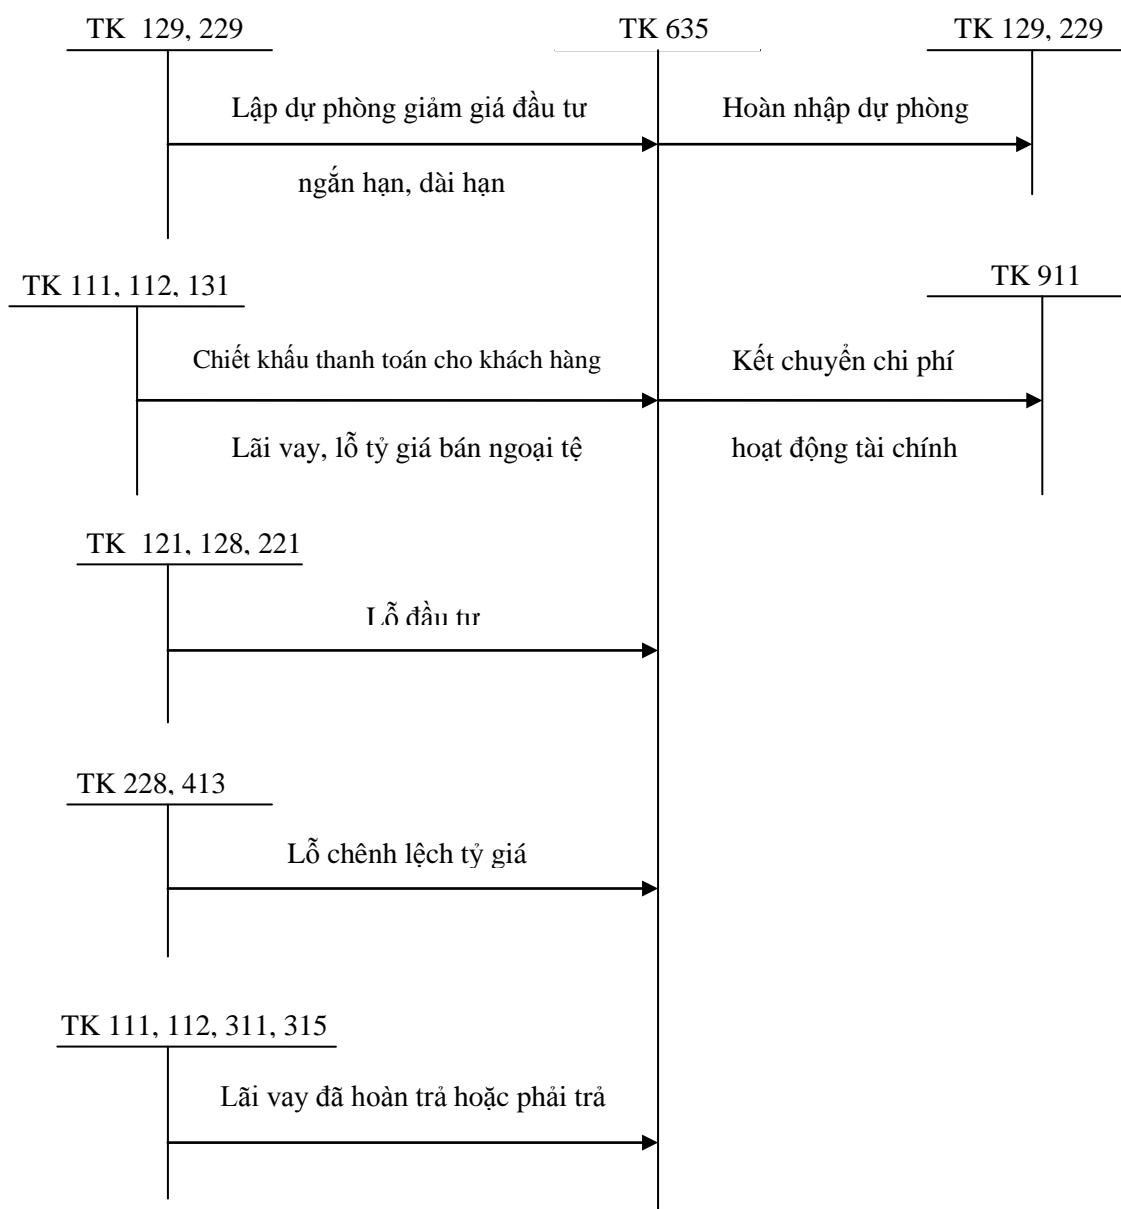 TK 129, 229
TK 635
TK 129, 229
Lập dự phòng giảm giá đầu tư
Hoàn nhập dự phòng
ngắn hạn, dài hạn
TK 111, 112, 131
TK 911
Chiết khấu thanh toán cho khách hàng
Kết chuyển chi phí
Lãi vay, lỗ tỷ giá bán ngoại tệ
hoạt động tài chính
TK 121, 128, 221
Lỗ đầu tư
TK 228, 413
Lỗ chênh lệch tỷ giá
TK 111, 112, 311, 315
Lãi vay đã hoàn trả hoặc phải trả